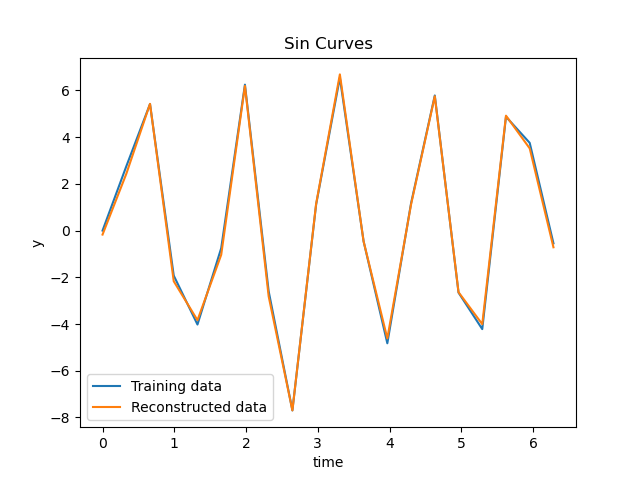 Sin Curves
6
4
2
0
−2
−4
−6
−8
y
Training data
Reconstructed data
0 1 2 3 4 5 6
time